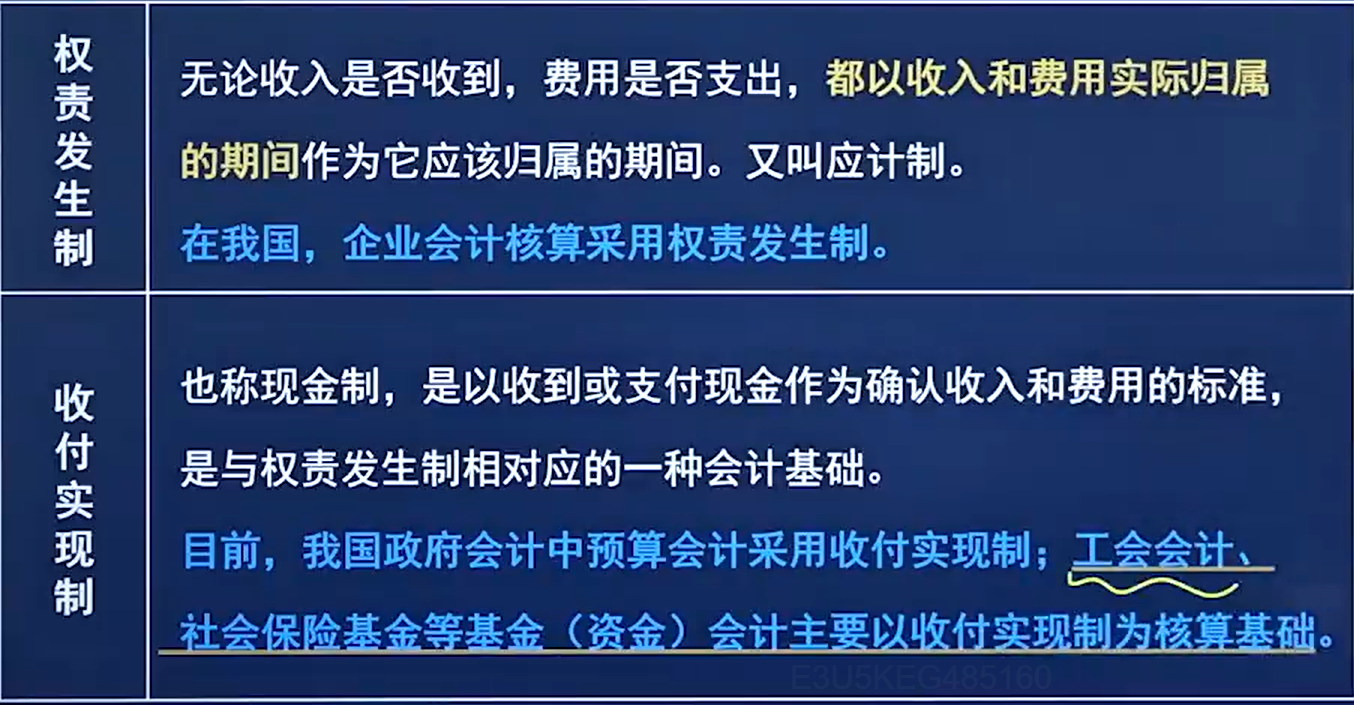 权责发生制
无论收入是否收到，费用是否支出，都以收入和费用实际归属
的期间作为它应该归属的期间。又叫应计制。
在我国，企业会计核算采用权责发生制。
收付实现制
也称现金制，是以收到或支付现金作为确认收入和费用的标准，
是与权责发生制相对应的一种会计基础。
目前，我国政府会计中预算会计采用收付实现制；工会会计、
社会保险基金等基金（资金）会计主要以收付实现制为核算基础。
E3U5KEG485160